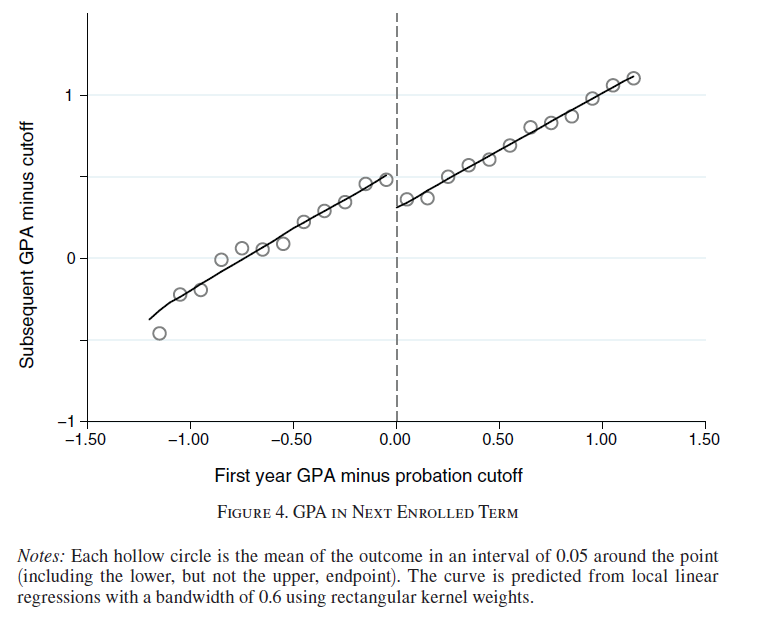 Subsequent GPA minus cutoff
1
0
−1
−1.50
−1.00
−0.50
0.00
0.50
1.00
1.50
First year GPA minus probation cutoff
Figure 4. GPA in Next Enrolled Term
Notes: Each hollow circle is the mean of the outcome in an interval of 0.05 around the point
(including the lower, but not the upper, endpoint). The curve is predicted from local linear
regressions with a bandwidth of 0.6 using rectangular kernel weights.